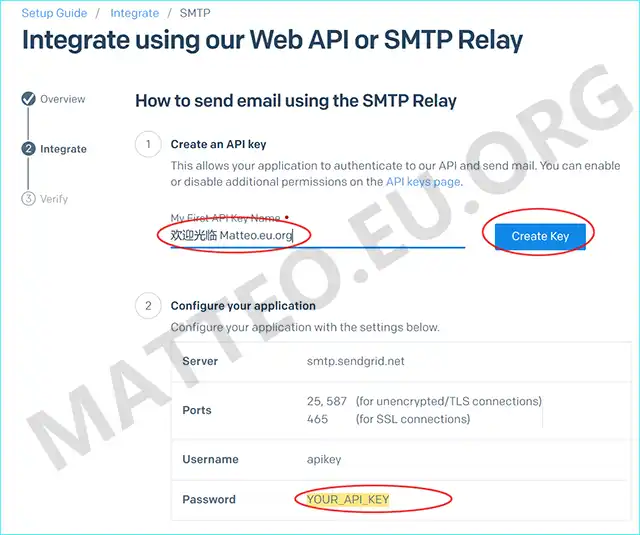 Setup Guide / Integrate / SMTP
Integrate using our Web API or SMTP Relay
Overview
2 Integrate
3 Verify
How to send email using the SMTP Relay
1 Create an API key
This allows your application to authenticate to our API and send mail. You can enable
or disable additional permissions on the API keys page.
My First API Key Name •
欢迎光临 Matteo.eu.org
Create Key
2 Configure your application
Configure your application with the settings below.
Server smtp.sendgrid.net
Ports 25, 587 (for unencrypted/TLS connections)
465 (for SSL connections)
Username apikey
Password YOUR_API_KEY
MATTEO.EU.ORG